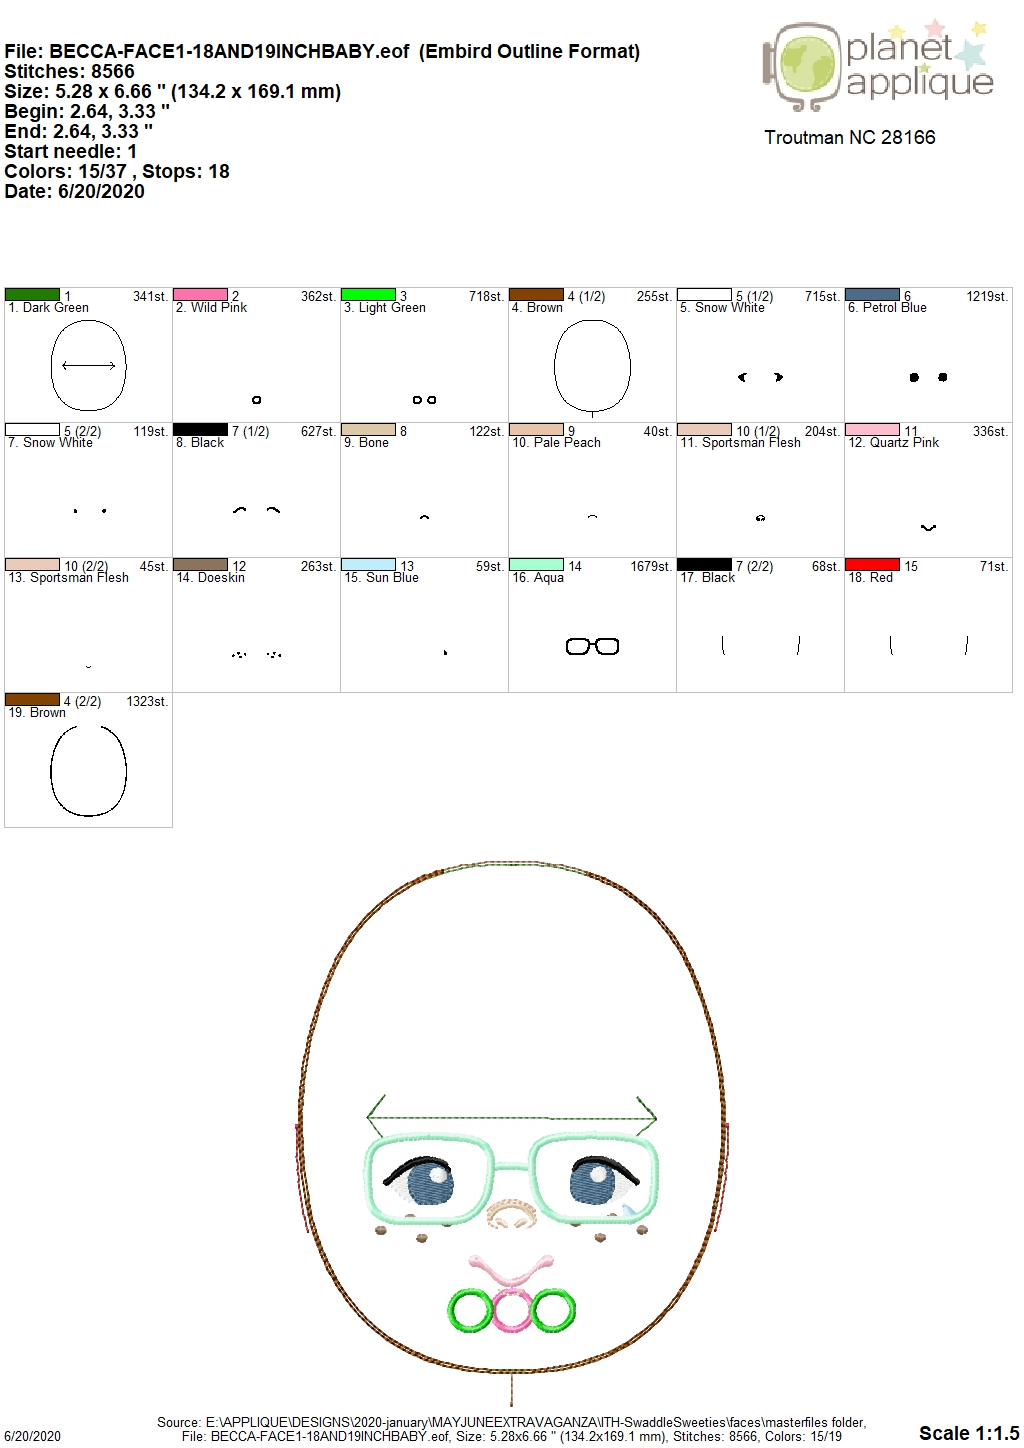 File: BECCA-FACE1-18AND19INCHBABY.eof (Embird Outline Format)
Stitches: 8566
Size: 5.28 x 6.66 " (134.2 x 169.1 mm)
Begin: 2.64, 3.33 "
End: 2.64, 3.33 "
Start needle: 1
Colors: 15/37 , Stops: 18
Date: 6/20/2020
planet
applique
Troutman NC 28166
1 341st.
1. Dark Green
2 362st.
2. Wild Pink
3 718st.
3. Light Green
4 (1/2) 255st.
4. Brown
5 (1/2) 715st.
5. Snow White
6 1219st.
6. Petrol Blue
5 (2/2) 119st.
7. Snow White
7 (1/2) 627st.
8. Black
8 122st.
9. Bone
9 40st.
10. Pale Peach
10 (1/2) 204st.
11. Sportsman Flesh
11 336st.
12. Quartz Pink
10 (2/2) 45st.
13. Sportsman Flesh
12 263st.
14. Doeskin
13 59st.
15. Sun Blue
14 1679st.
16. Aqua
7 (2/2) 68st.
17. Black
15 71st.
18. Red
4 (2/2) 1323st.
19. Brown
Source: E:\APPLIQUE\DESIGNS\2020-january\MAYJUNEEXTRAVAGANZA\ITH-SwaddleSweeties\faces\masterfiles folder,
6/20/2020 File: BECCA-FACE1-18AND19INCHBABY.eof, Size: 5.28x6.66 " (134.2x169.1 mm), Stitches: 8566, Colors: 15/19 Scale 1:1.5